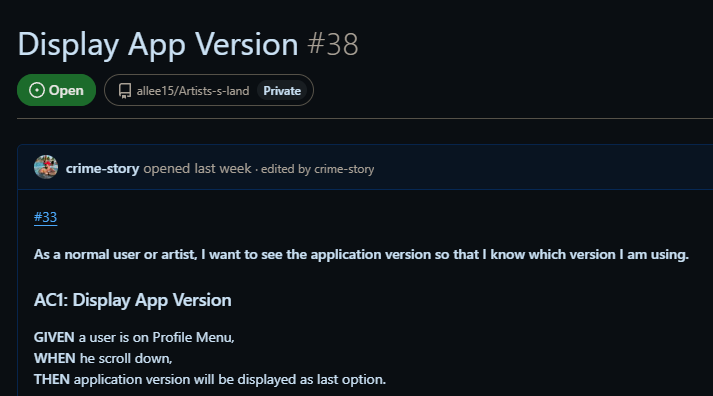 Display App Version #38
Open allee15/Artists-s-land Private
crime-story opened last week · edited by crime-story
#33
As a normal user or artist, I want to see the application version so that I know which version I am using.
AC1: Display App Version
GIVEN a user is on Profile Menu,
WHEN he scroll down,
THEN application version will be displayed as last option.